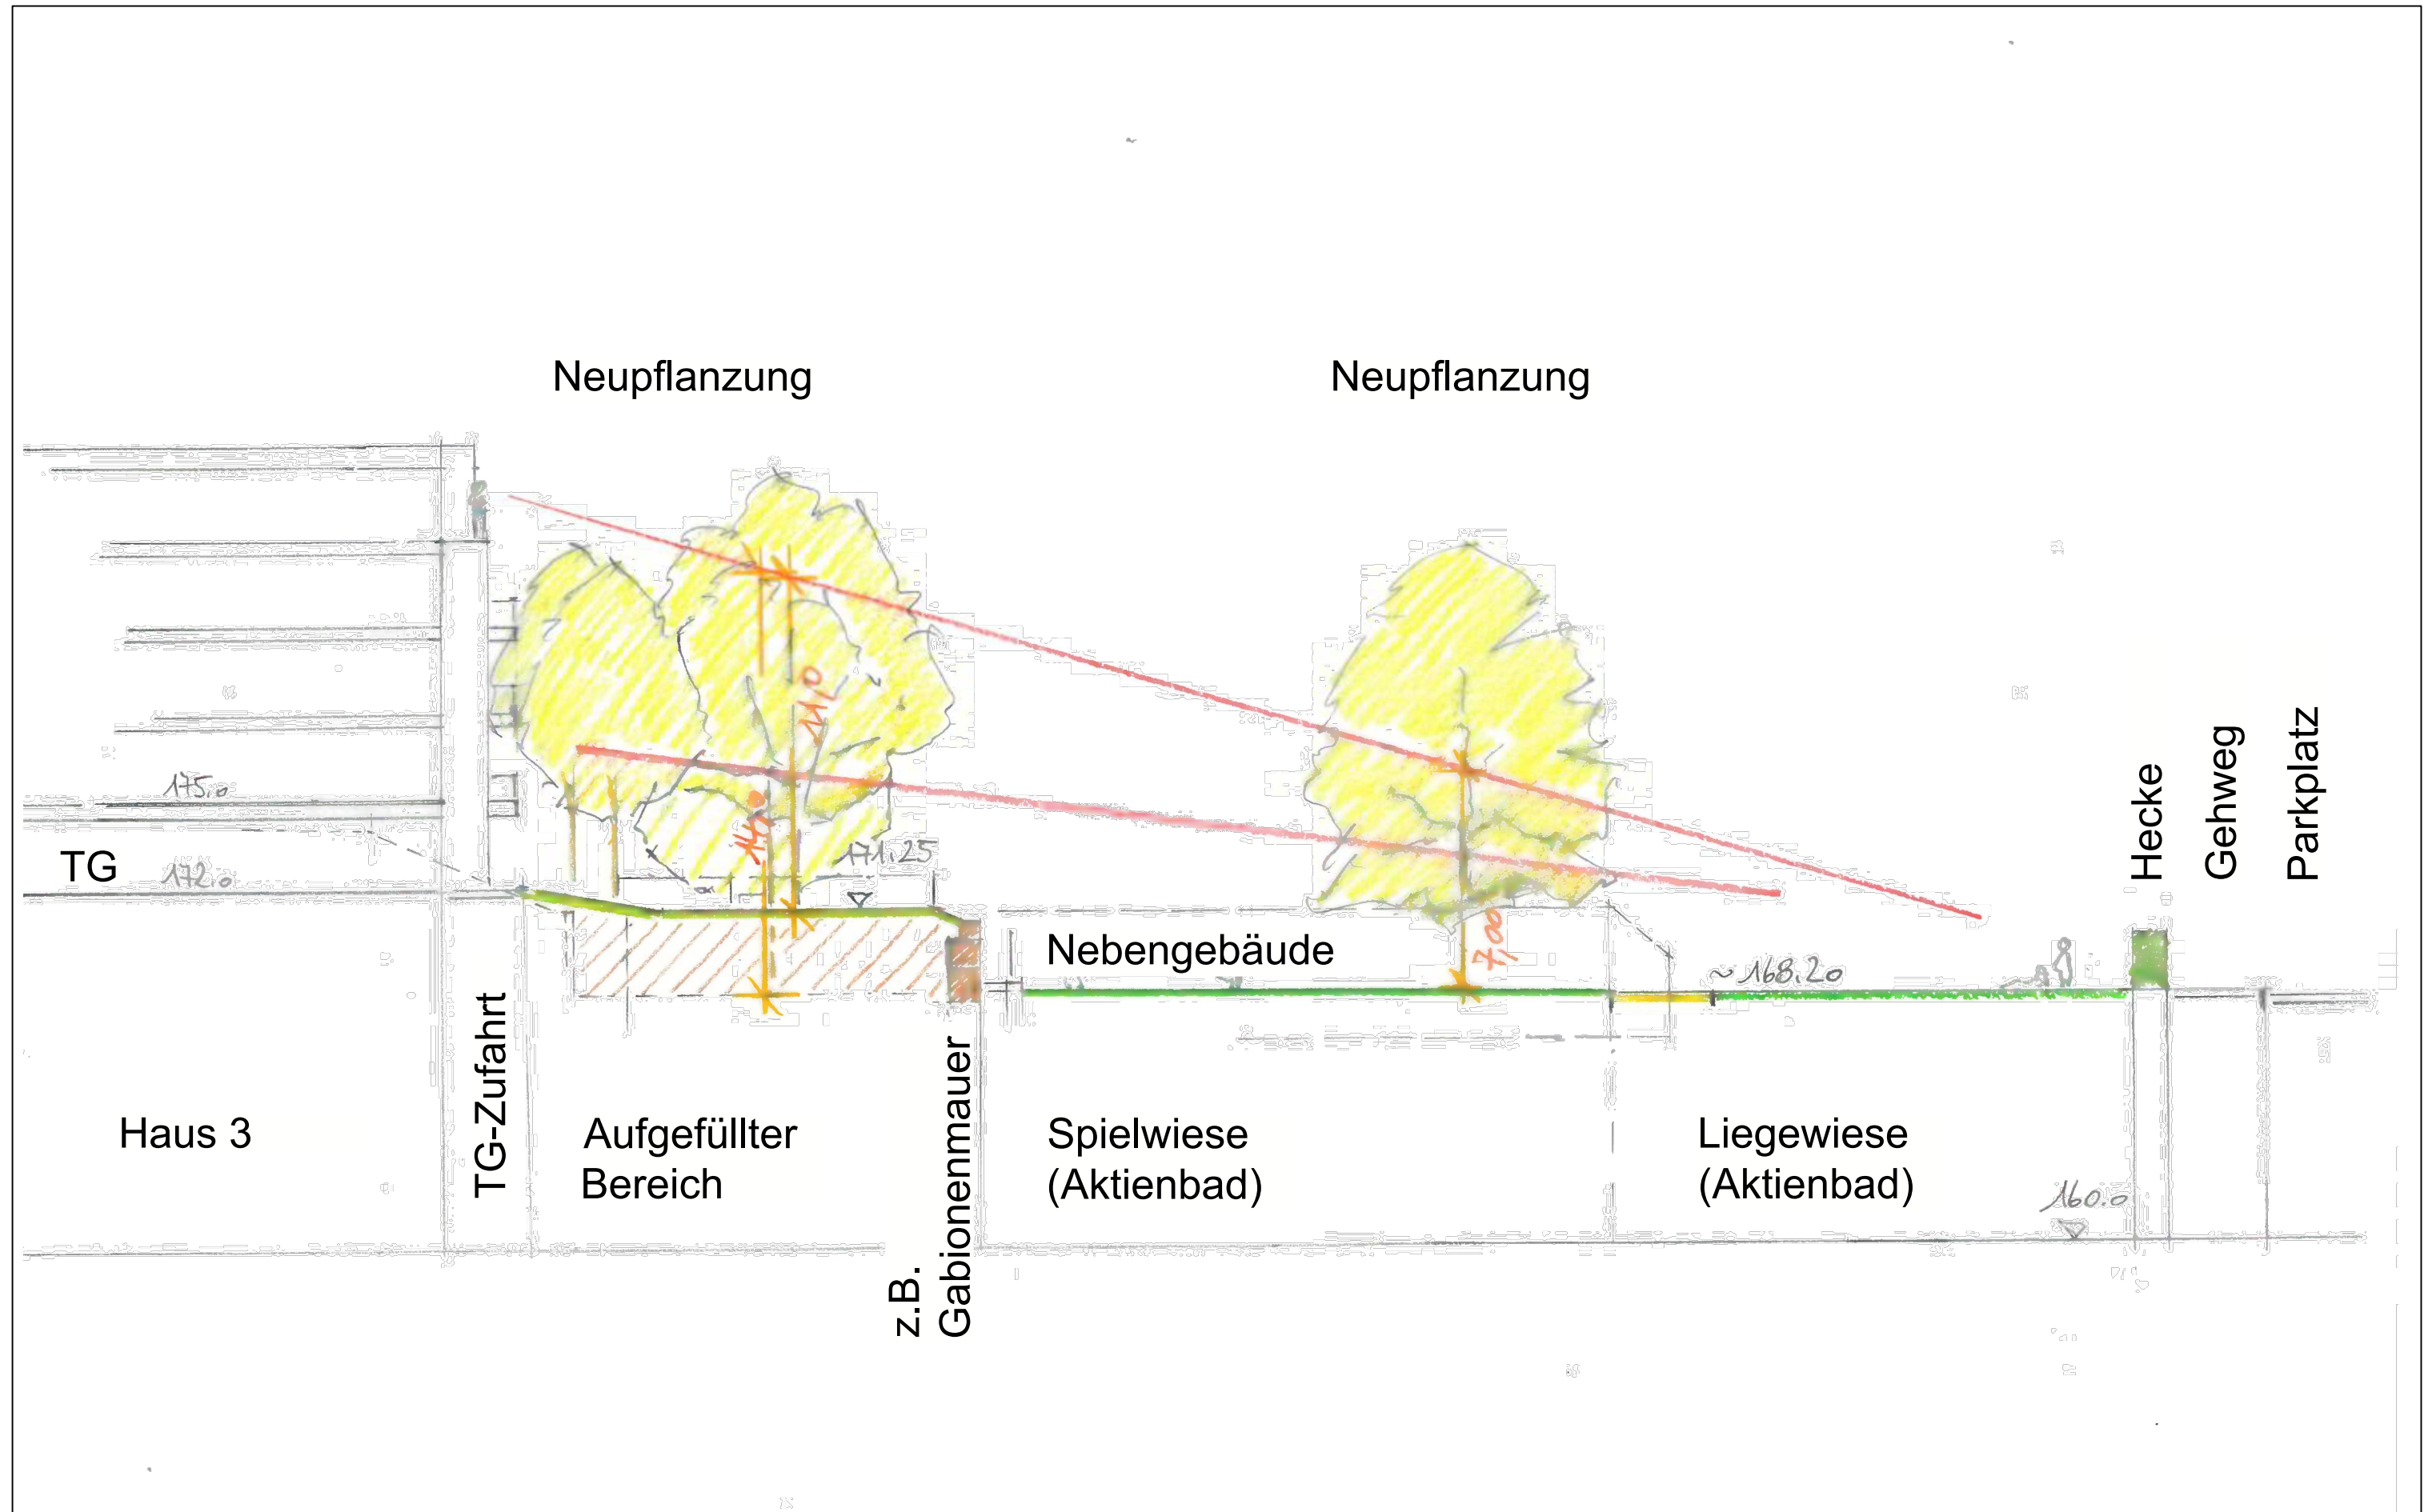 Neupflanzung
Neupflanzung
175.0
TG
172.0
171.25
Nebengebäude
7,00
~ 168.20
Hecke
Gehweg
Parkplatz
Haus 3
TG-Zufahrt
Aufgefüllter
Bereich
z.B.
Gabionenmauer
Spielwiese
(Aktienbad)
Liegewiese
(Aktienbad)
160.0